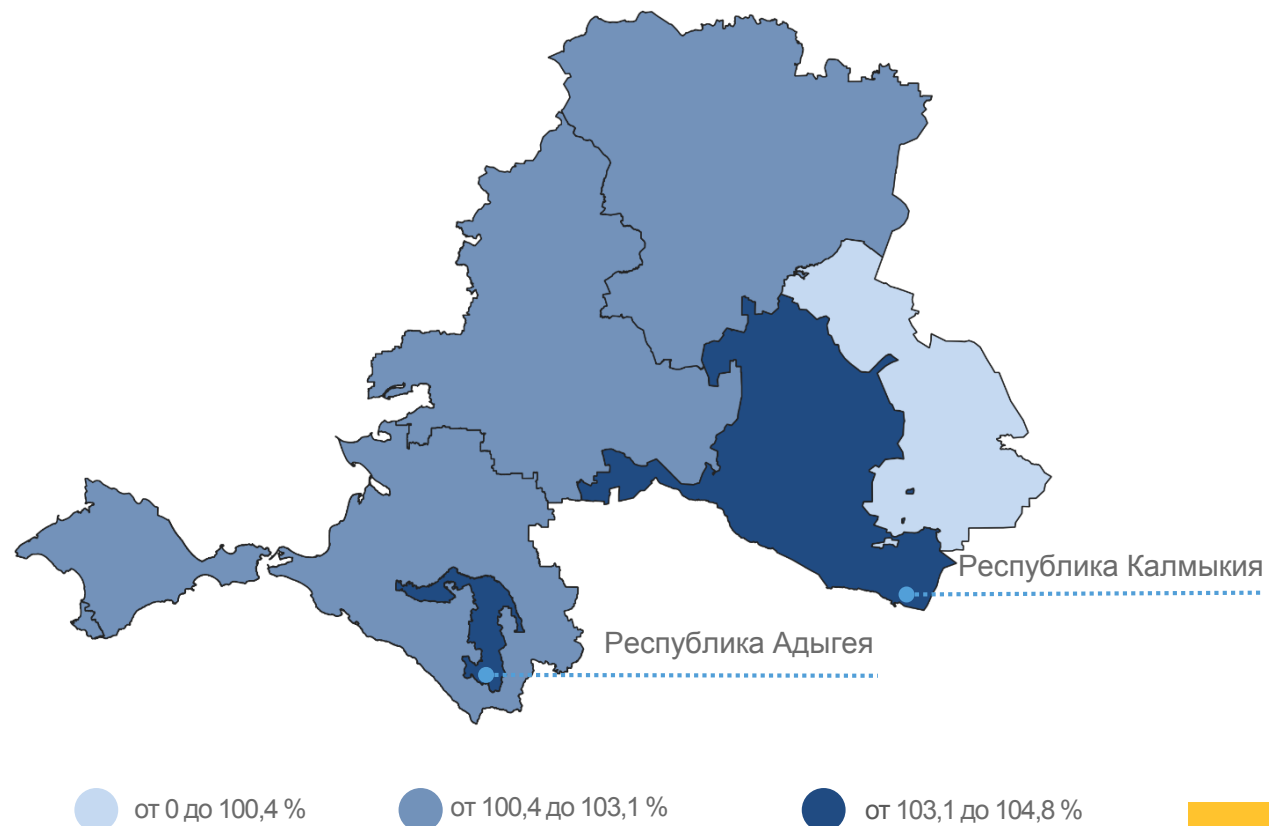 Республика Калмыкия
Республика Адыгея
от 0 до 100,4 %
от 100,4 до 103,1 %
от 103,1 до 104,8 %